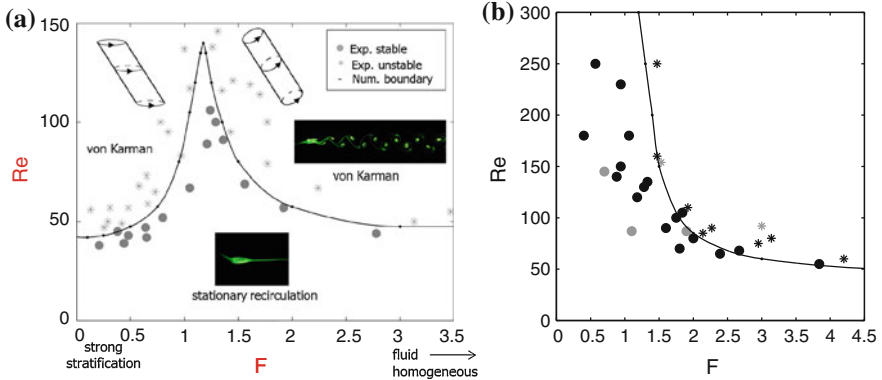 (a)
150
100
50
0
Re
Exp. stable
Exp. unstable
Num. boundary
von Karman
von Karman
stationary recirculation
0
0.5
1
1.5
2
2.5
3
3.5
strong
stratification
F
fluid
homogeneous
(b)
300
250
200
150
100
50
0
Re
0
0.5
1
1.5
2
2.5
3
3.5
4
4.5
F